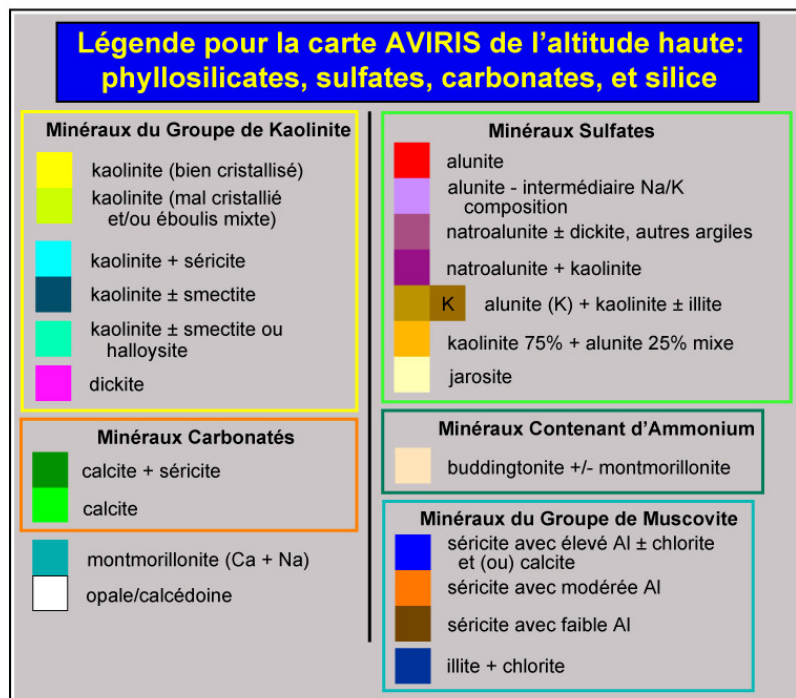 Légende pour la carte AVIRIS de l'altitude haute:
phyllosilicates, sulfates, carbonates, et silice
Minéraux du Groupe de Kaolinite
kaolinite (bien cristallisé)
kaolinite (mal cristallié
et/ou éboulis mixte)
kaolinite + séricite
kaolinite ± smectite
kaolinite ± smectite ou
halloysite
dickite
Minéraux Carbonatés
calcite + séricite
calcite
montmorillonite (Ca + Na)
opale/calcédoine
Minéraux Sulfates
alunite
alunite - intermédiaire Na/K
composition
natroalunite ± dickite, autres argiles
natroalunite + kaolinite
K alunite (K) + kaolinite ± illite
kaolinite 75% + alunite 25% mixe
jarosite
Minéraux Contenant d'Ammonium
buddingtonite +/- montmorillonite
Minéraux du Groupe de Muscovite
séricite avec élevé Al ± chlorite
et (ou) calcite
séricite avec modérée Al
séricite avec faible Al
illite + chlorite